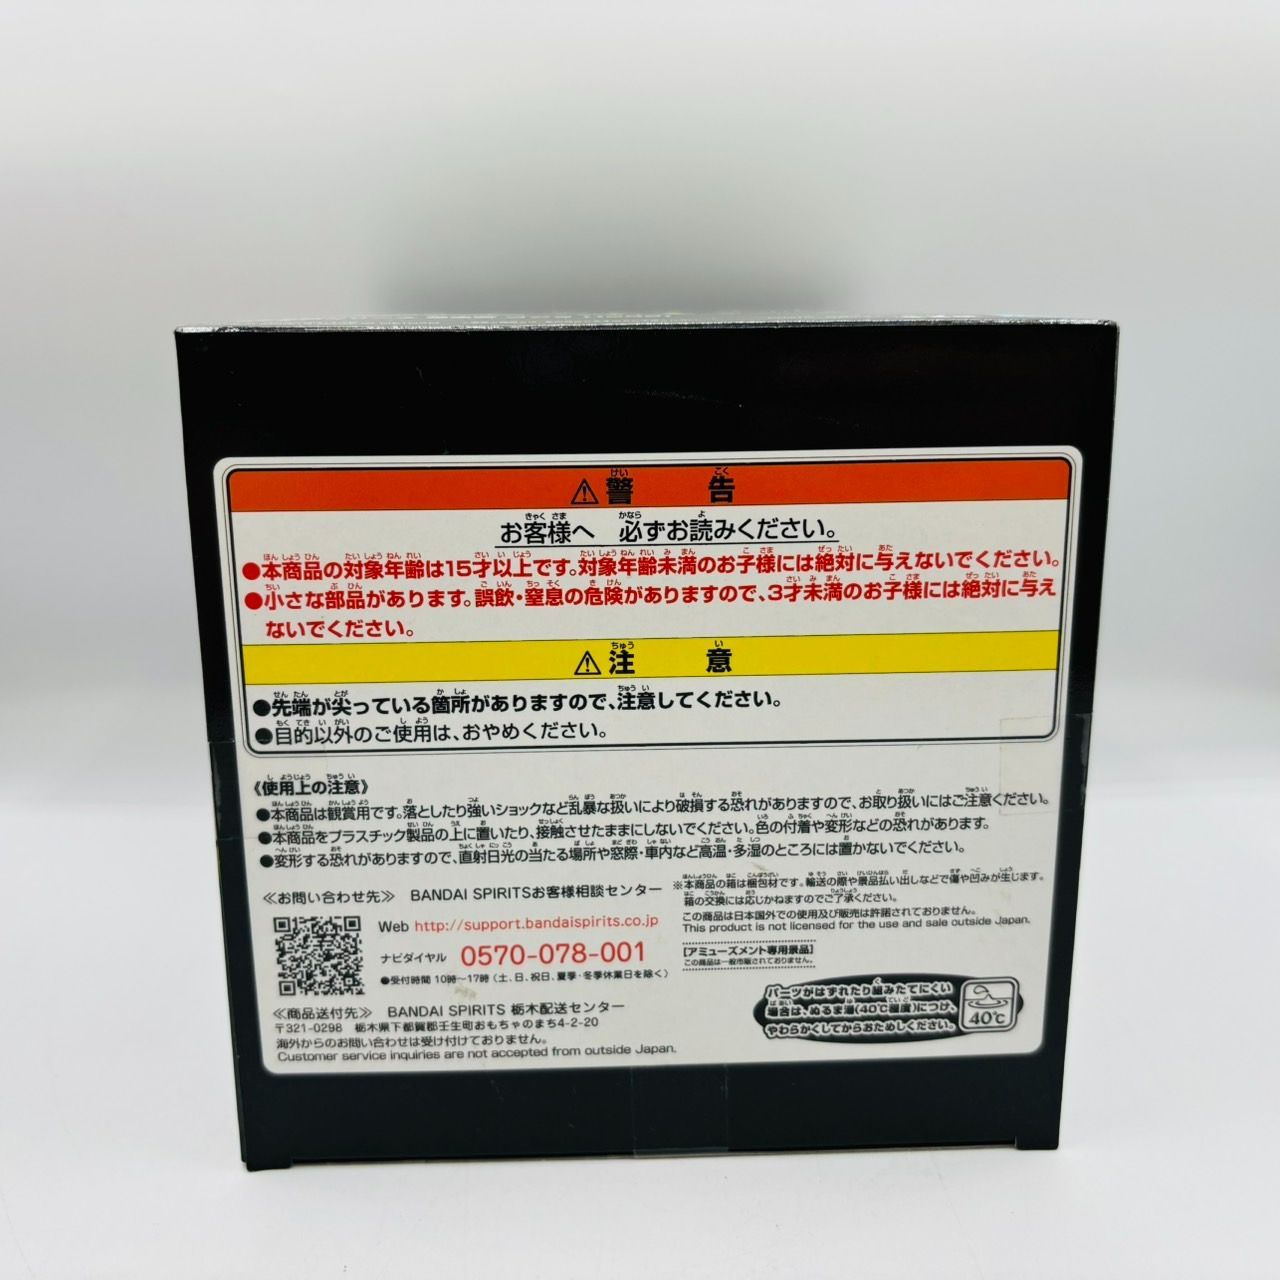 ⚠警 告
お客様へ 必ずお読みください。
●本商品の対象年齢は15才以上です。対象年齢未満のお子様には絶対に与えないでください。
●小さな部品があります。誤飲・窒息の危険がありますので、3才未満のお子様には絶対に与え
ないでください。
⚠注 意
●先端が尖っている箇所がありますので、注意してください。
●目的以外のご使用は、おやめください。
《使用上の注意》
●本商品は観賞用です。落としたり強いショックなど乱暴な扱いにより破損する恐れがありますので、お取り扱いにはご注意ください。
●本商品をプラスチック製品の上に置いたり、接触させたままにしないでください。色の付着や変形などの恐れがあります。
●変形する恐れがありますので、直射日光の当たる場所や窓際・車内など高温・多湿のところには置かないでください。
≪お問い合わせ先≫ BANDAI SPIRITSお客様相談センター
Web http://support.bandaispirits.co.jp
ナビダイヤル 0570-078-001
●受付時間 10時〜17時（土、日、祝日、夏季・冬季休業日を除く）
≪商品送付先≫ BANDAI SPIRITS 栃木配送センター
〒321-0298 栃木県下都賀郡壬生町おもちゃのまち4-2-20
海外からのお問い合わせは受け付けておりません。
Customer service inquiries are not accepted from outside Japan.
※本商品の箱は梱包材です。輸送の際や景品払い出しなどで傷や凹みが生じます。
箱の交換には応じかねますのでご了承ください。
この商品は日本国外での使用及び販売は許諾されておりません。
This product is not licensed for the use and sale outside Japan.
[アミューズメント専用景品]
この商品は一般市販されておりません。
パーツがはずれたり組みたてにくい
場合は、ぬるま湯(40℃程度)につけ、
やわらかくしてからおためしください。
40℃